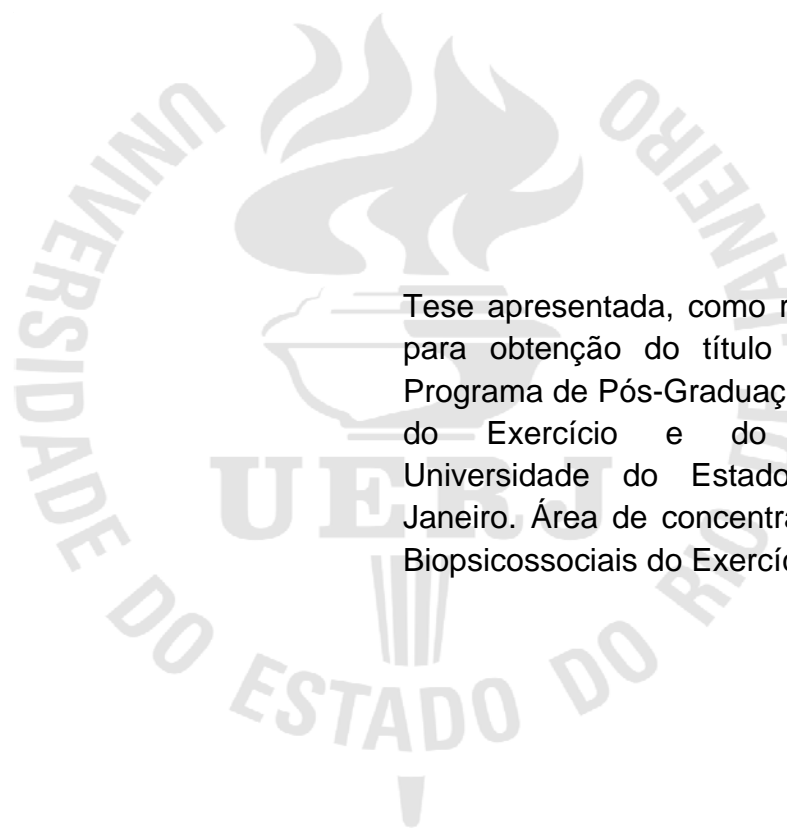 UNIVERSIDADE DO ESTADO DO RIO DE JANEIRO
UERJ
Tese apresentada, como
para obtenção do título
Programa de Pós-Graduaç
do Exercício e do
Universidade do Estado
Janeiro. Área de concentra
Biopsicossociais do Exercíc